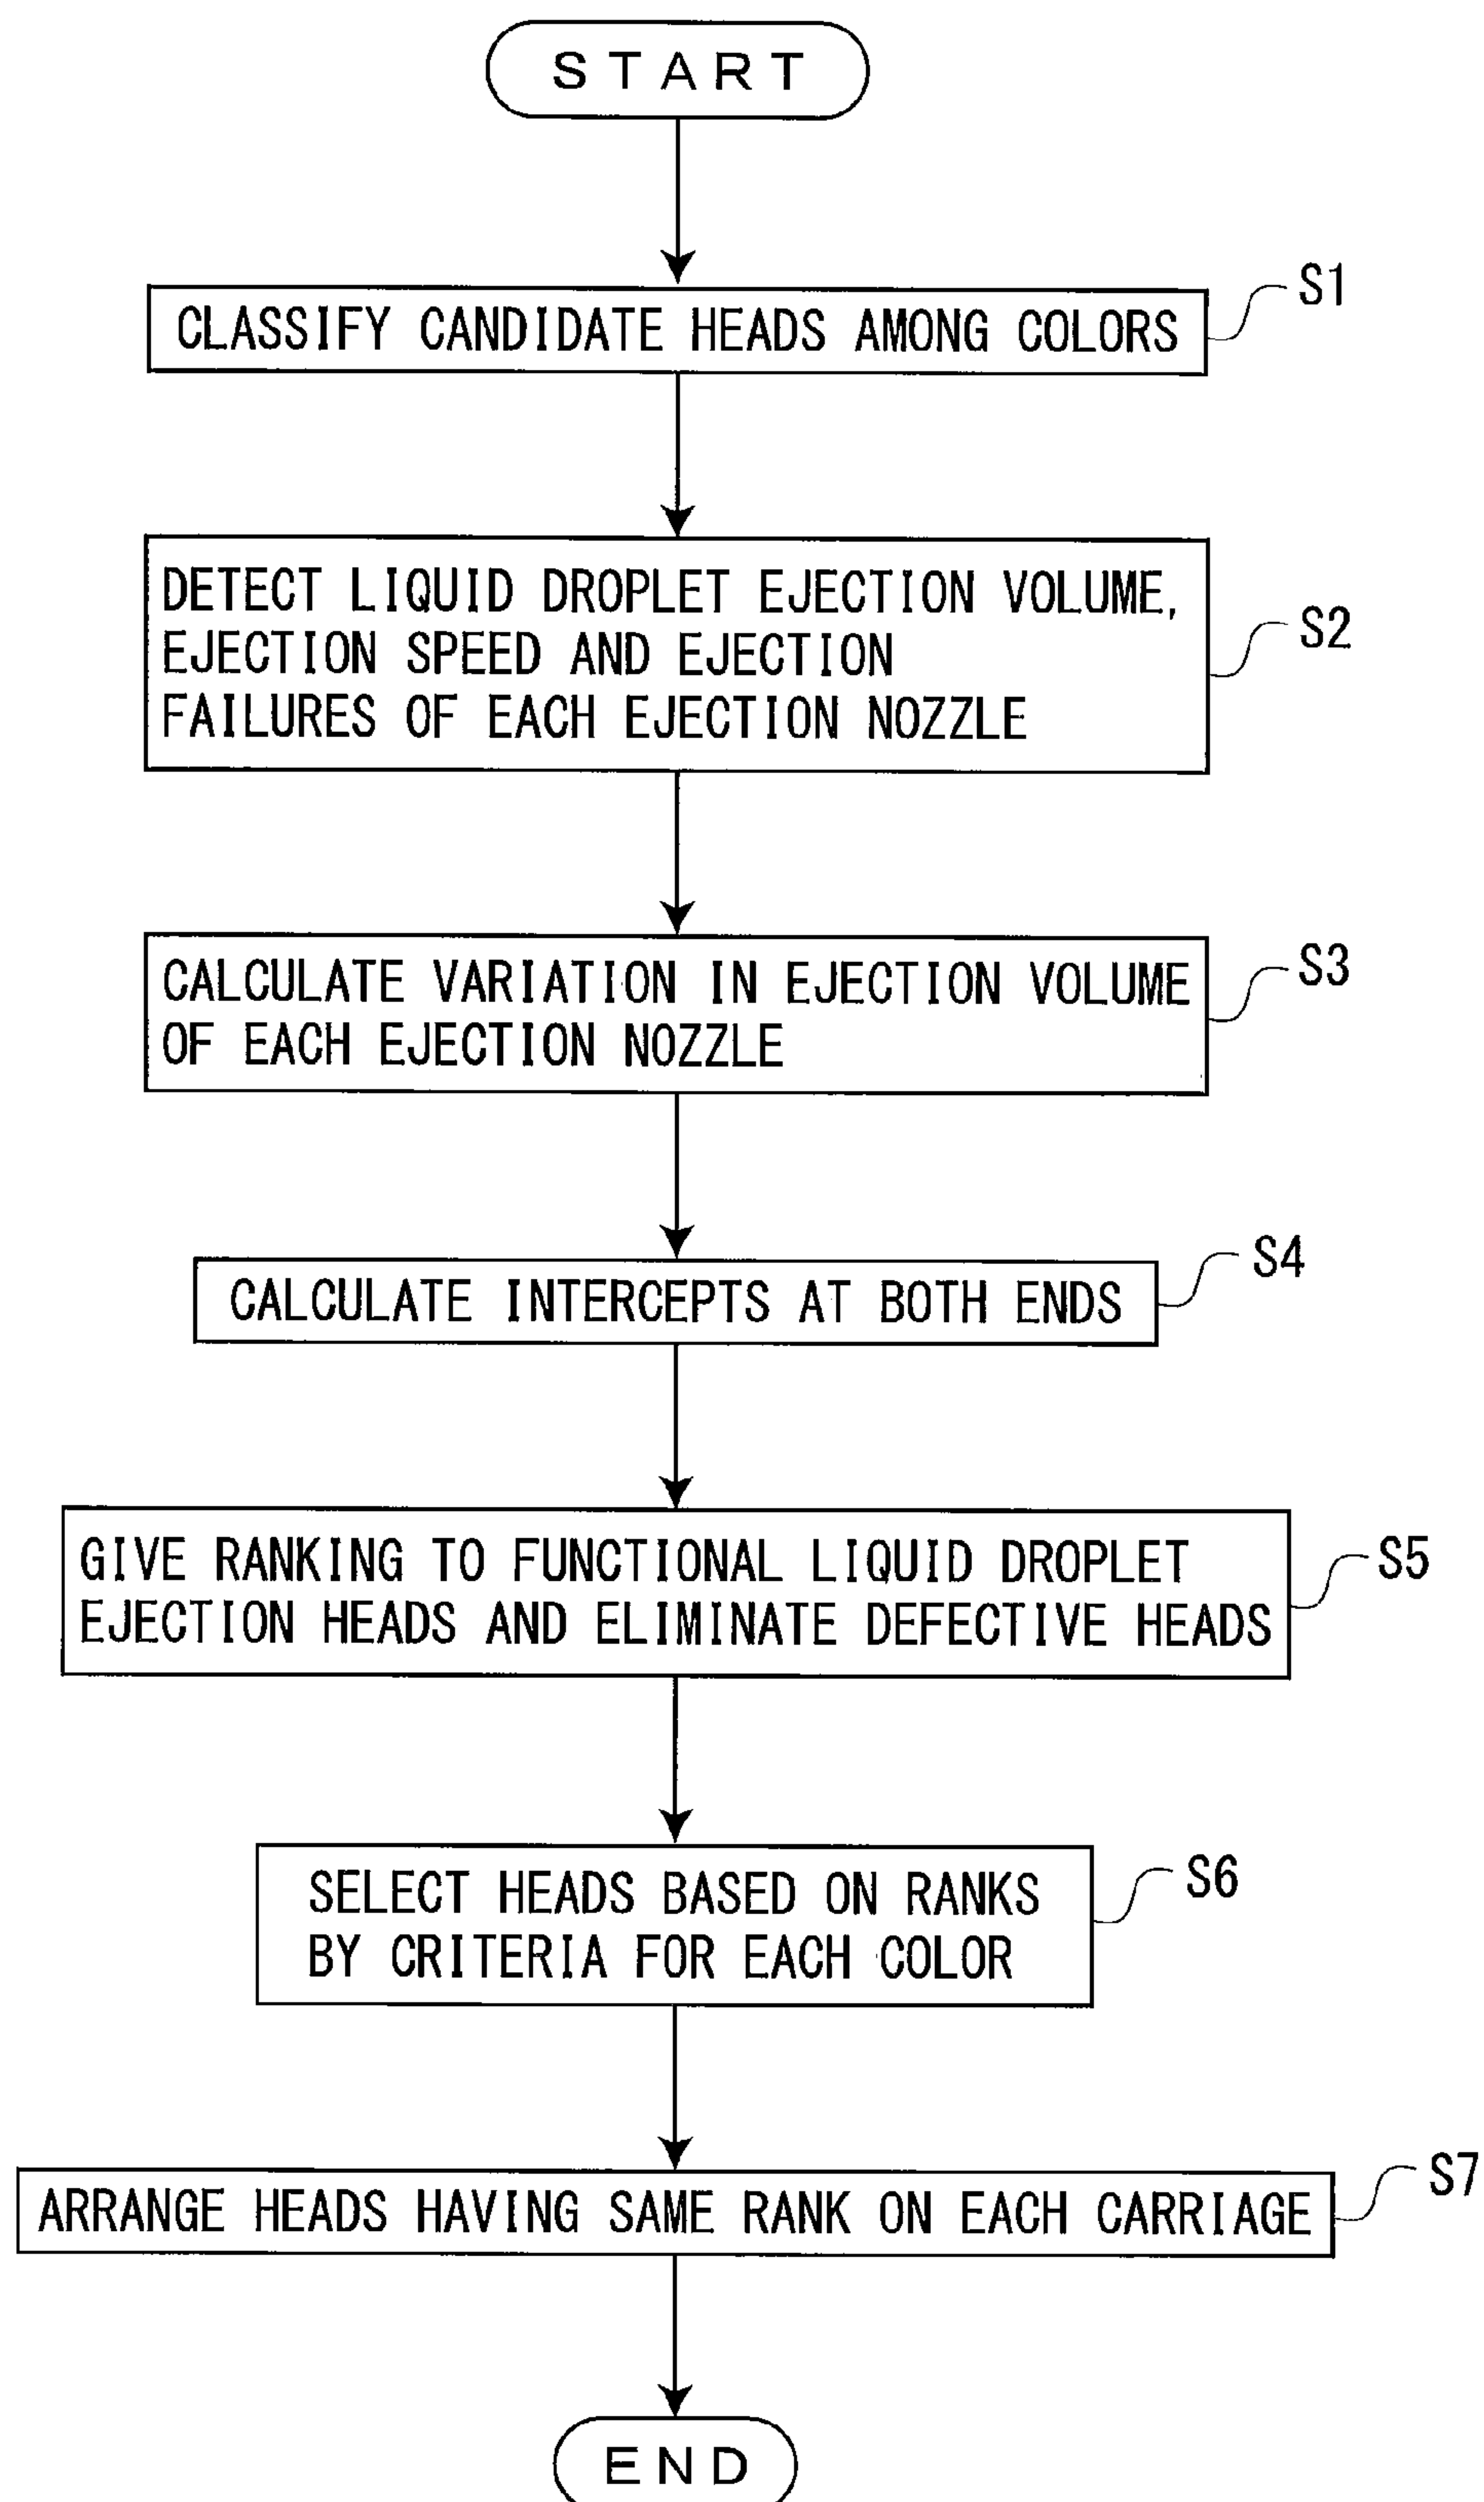 START
CLASSIFY CANDIDATE HEADS AMONG COLORS
S1
DETECT LIQUID DROPLET EJECTION VOLUME,
EJECTION SPEED AND EJECTION
FAILURES OF EACH EJECTION NOZZLE
S2
CALCULATE VARIATION IN EJECTION VOLUME
OF EACH EJECTION NOZZLE
S3
CALCULATE INTERCEPTS AT BOTH ENDS
S4
GIVE RANKING TO FUNCTIONAL LIQUID DROPLET
EJECTION HEADS AND ELIMINATE DEFECTIVE HEADS
S5
SELECT HEADS BASED ON RANKS
BY CRITERIA FOR EACH COLOR
S6
ARRANGE HEADS HAVING SAME RANK ON EACH CARRIAGE
S7
END